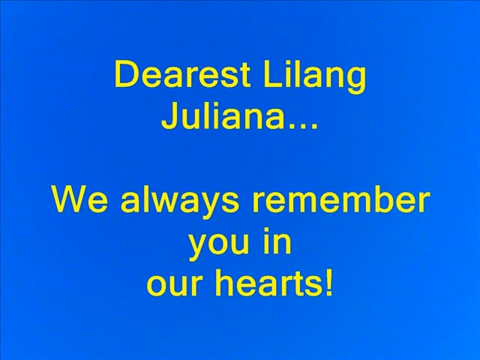 Dearest Lilang
Juliana...
We always remember
you in
our hearts!